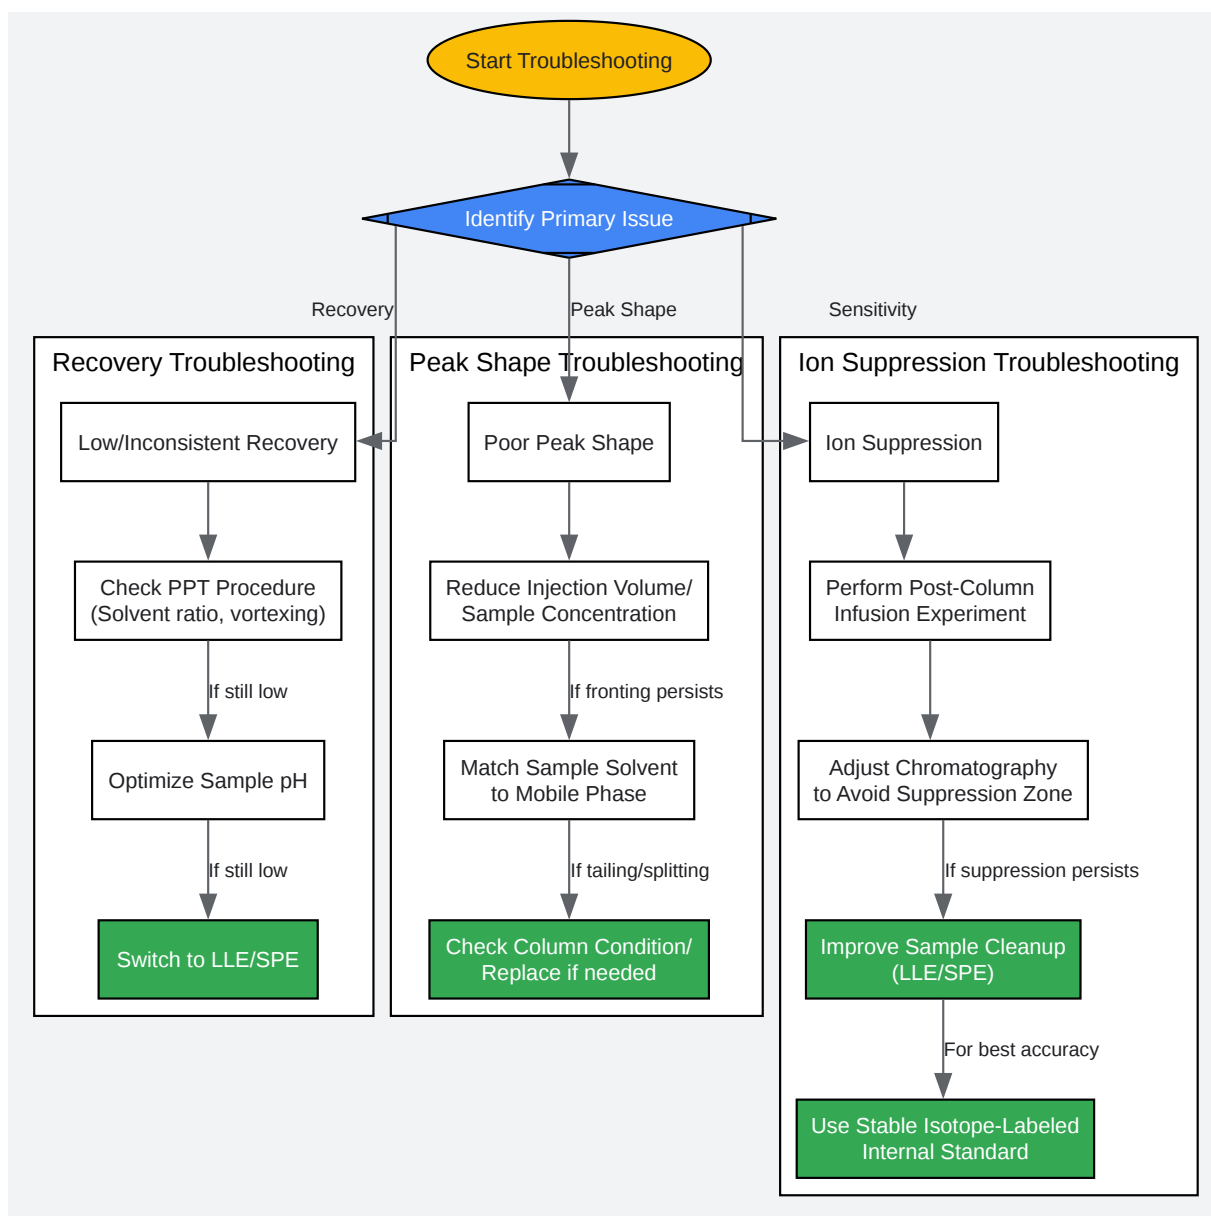 Start Troubleshooting
Identify Primary Issue
Recovery
Peak Shape
Sensitivity
Recovery Troubleshooting
Low/Inconsistent Recovery
Check PPT Procedure
(Solvent ratio, vortexing)
If still low
Optimize Sample pH
If still low
Switch to LLE/SPE
Peak Shape Troubleshooting
Poor Peak Shape
Reduce Injection Volume/
Sample Concentration
If fronting persists
Match Sample Solvent
to Mobile Phase
If tailing/splitting
Check Column Condition/
Replace if needed
Ion Suppression Troubleshooting
Ion Suppression
Perform Post-Column
Infusion Experiment
Adjust Chromatography
to Avoid Suppression Zone
If suppression persists
Improve Sample Cleanup
(LLE/SPE)
For best accuracy
Use Stable Isotope-Labeled
Internal Standard